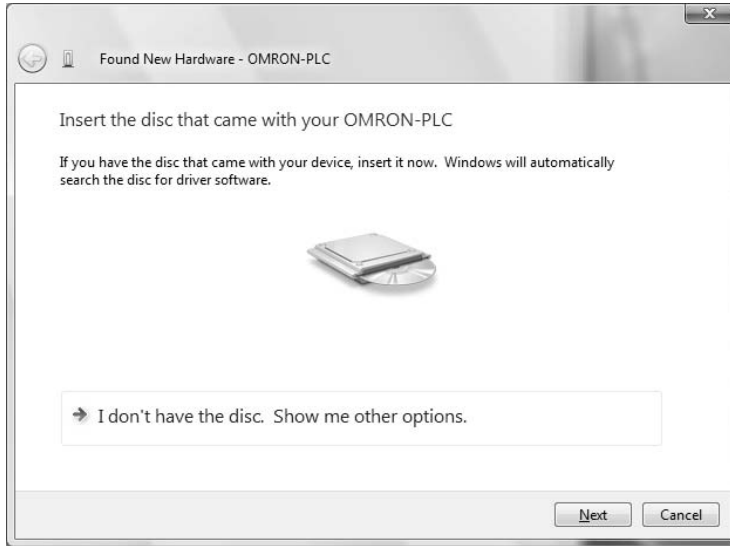 Found New Hardware - OMRON-PLC
Insert the disc that came with your OMRON-PLC
If you have the disc that came with your device, insert it now.  Windows will automatically
search the disc for driver software.
I don't have the disc.  Show me other options.
Next
Cancel